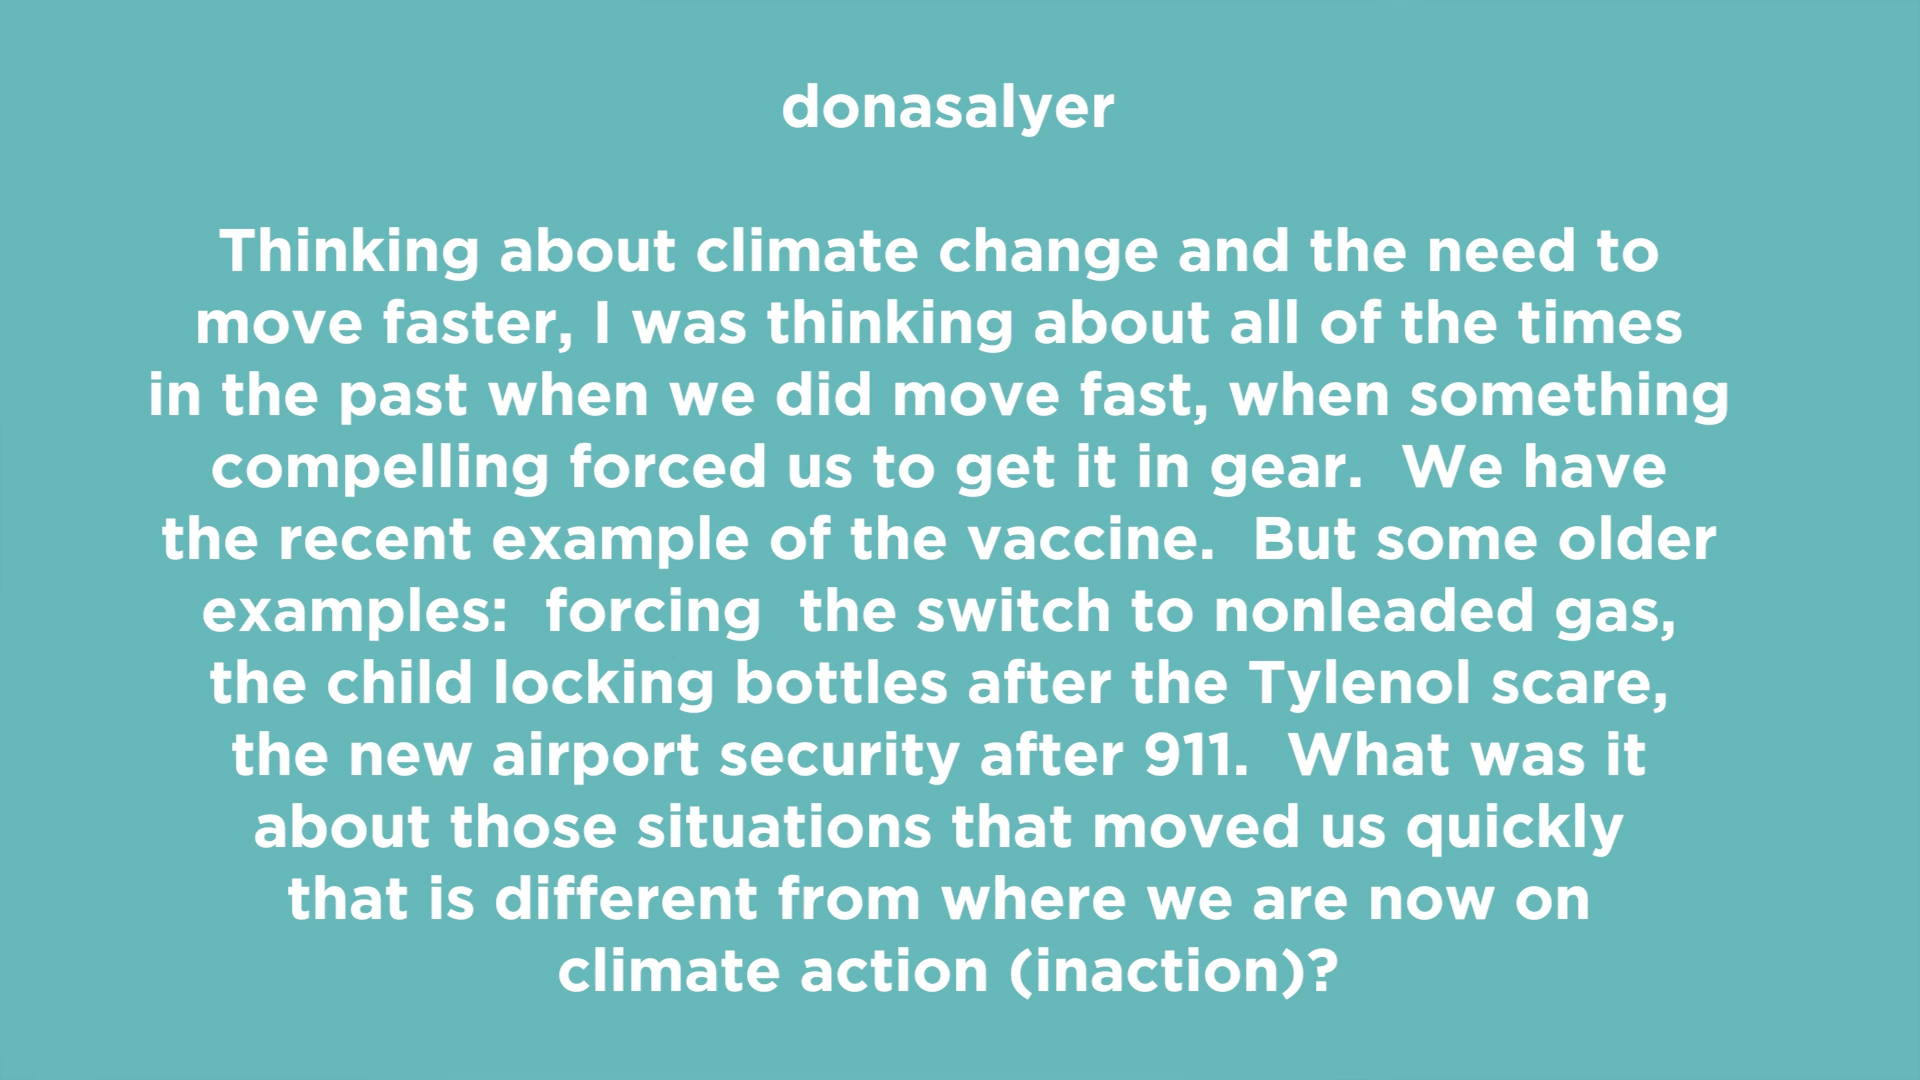 donasalyer
Thinking about climate change and the need to
move faster, I was thinking about all of the times
in the past when we did move fast, when something
compelling forced us to get it in gear.  We have
the recent example of the vaccine.  But some older
examples:  forcing  the switch to nonleaded gas,
the child locking bottles after the Tylenol scare,
the new airport security after 911.  What was it
about those situations that moved us quickly
that is different from where we are now on
climate action (inaction)?